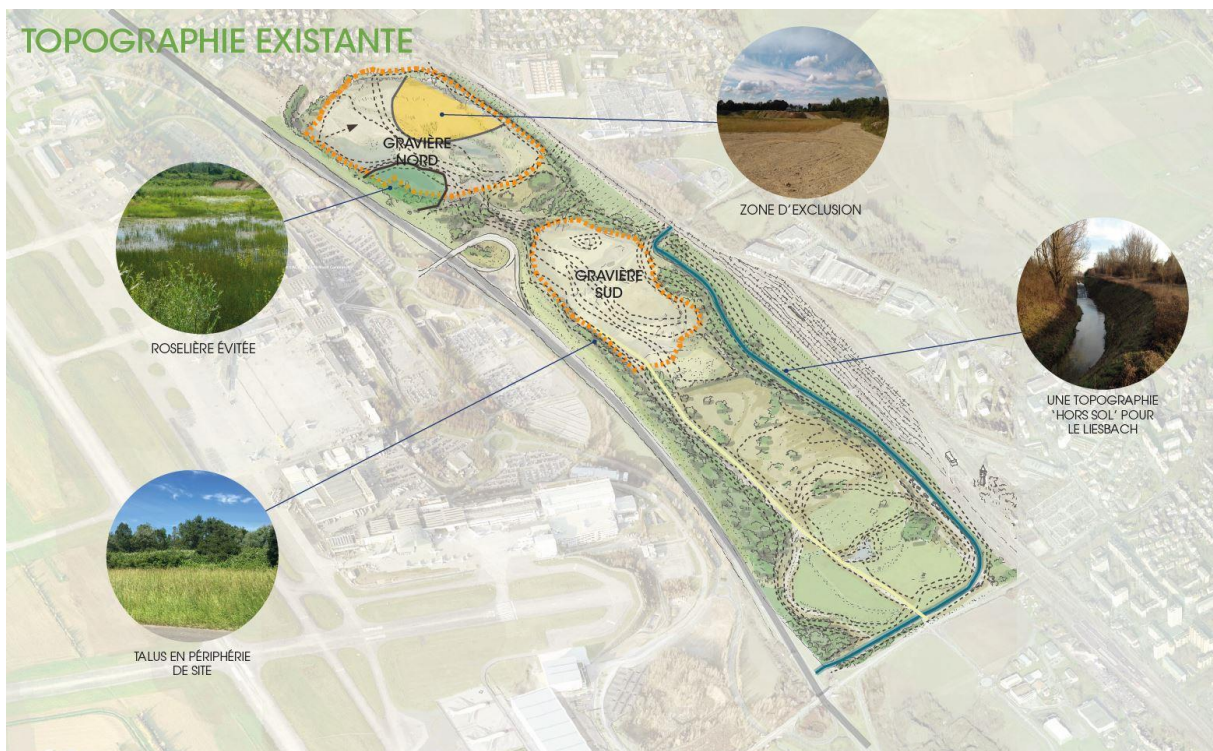 TOPOGRAPHIE EXISTANTE
GRAVIÈRE
NORD
ZONE D'EXCLUSION
ROSELIÈRE ÉVITÉE
GRAVIÈRE
SUD
UNE TOPOGRAPHIE
'HORS SOL' POUR
LE LIESBACH
TALUS EN PÉRIPHÉRIE
DE SITE